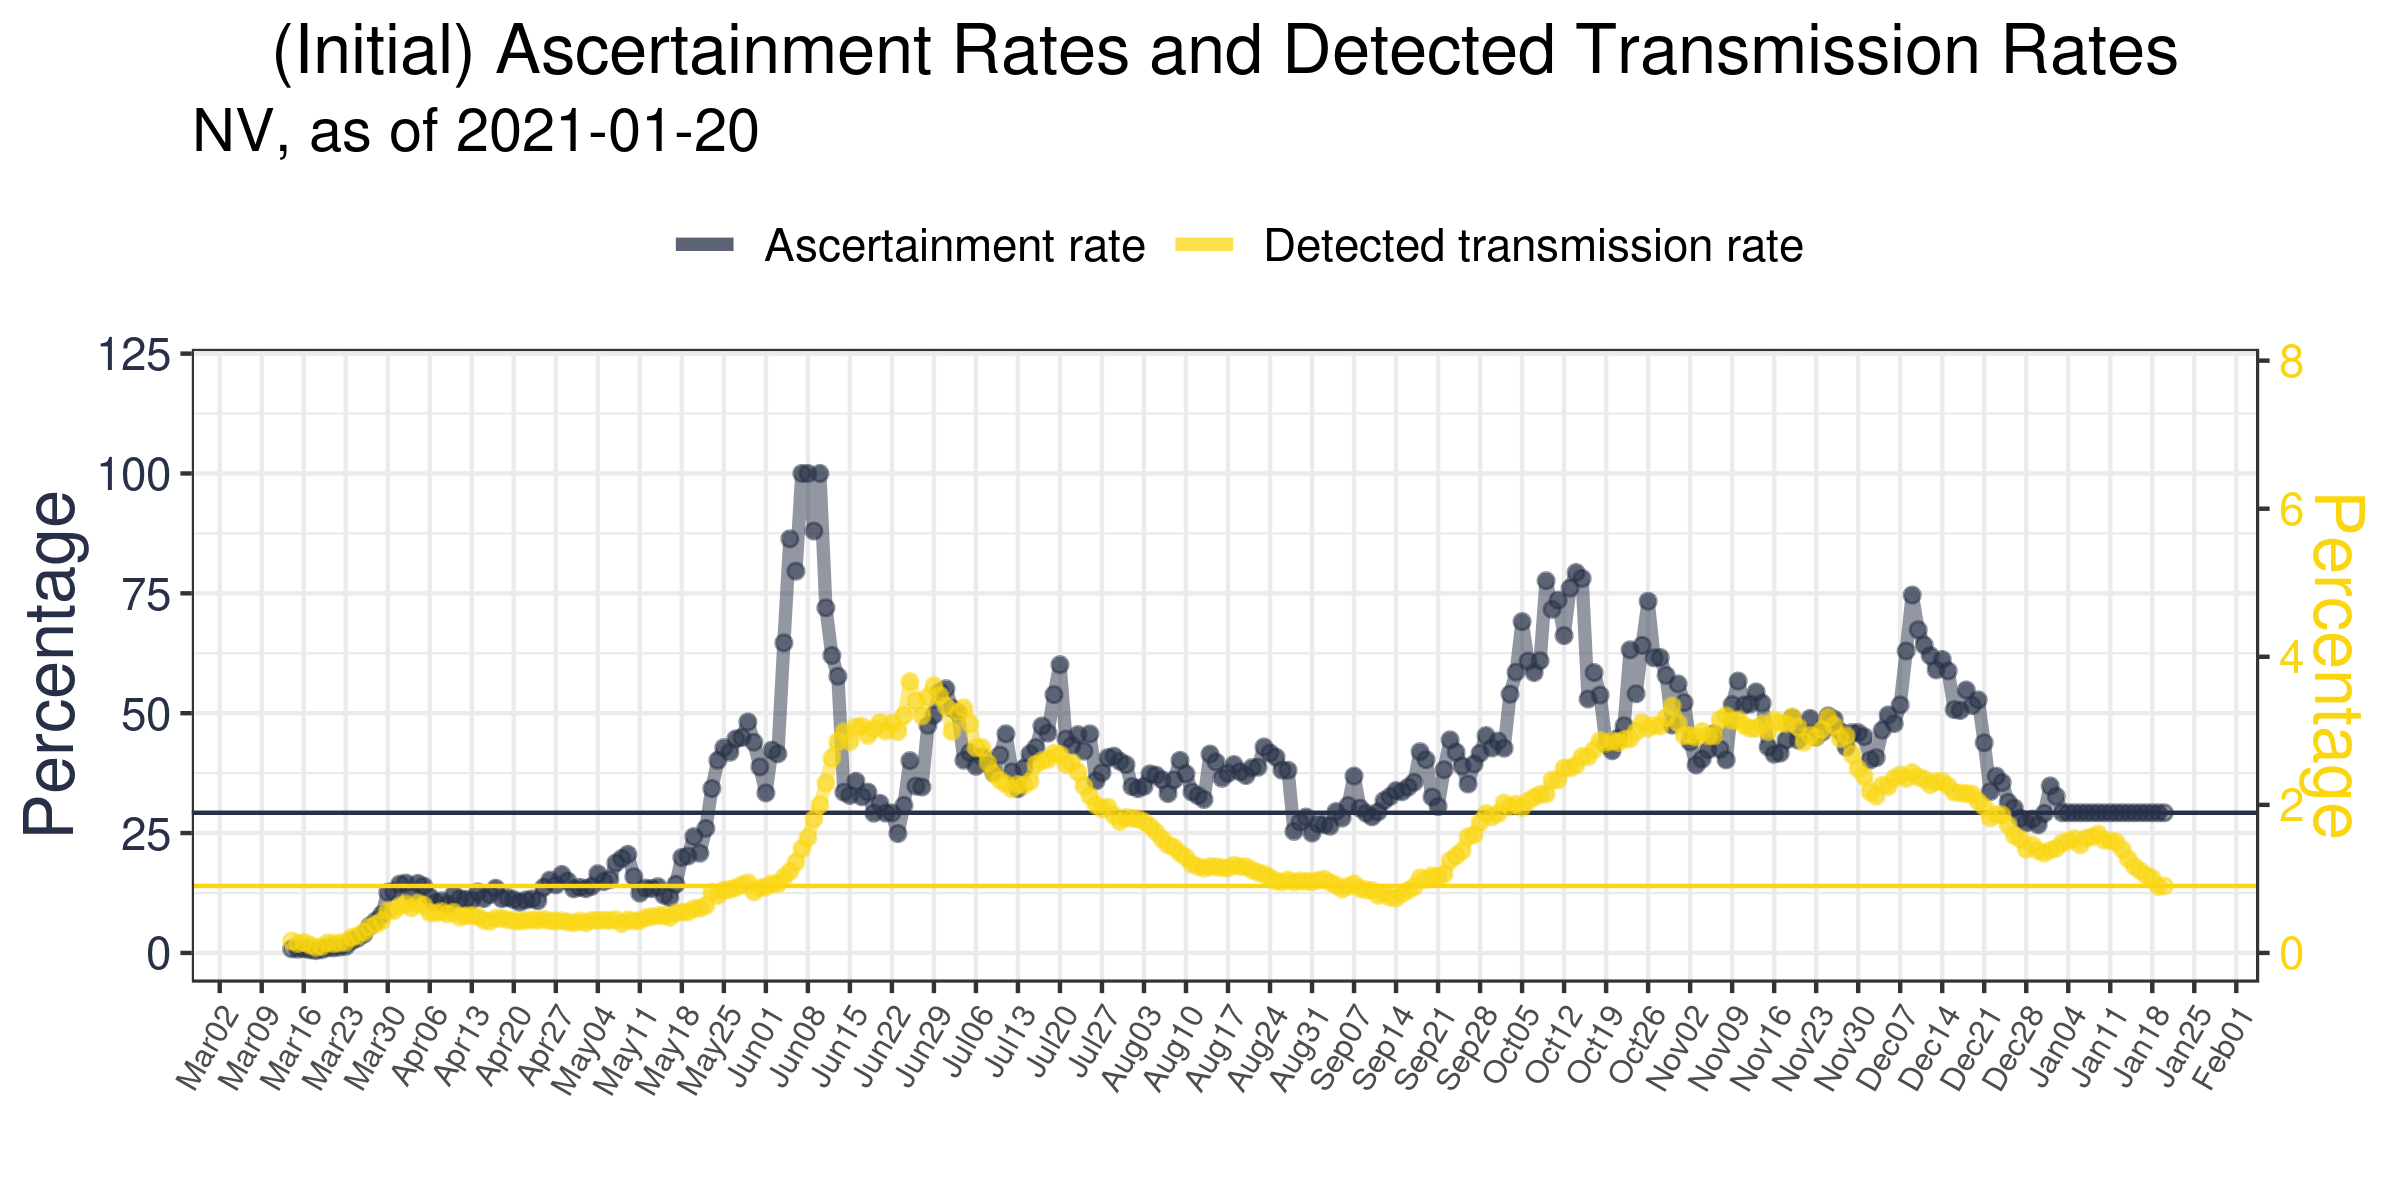 (Initial) Ascertainment Rates and Detected Transmission Rates
NV, as of 2021-01-20
Ascertainment rate
Detected transmission rate
Percentage
125
100
75
50
25
0
8
6
4
2
0
Percentage
Mar02
Mar09
Mar16
Mar23
Mar30
Apr06
Apr13
Apr20
Apr27
May04
May11
May18
May25
Jun01
Jun08
Jun15
Jun22
Jun29
Jul06
Jul13
Jul20
Jul27
Aug03
Aug10
Aug17
Aug24
Aug31
Sep07
Sep14
Sep21
Sep28
Oct05
Oct12
Oct19
Oct26
Nov02
Nov09
Nov16
Nov23
Nov30
Dec07
Dec14
Dec21
Dec28
Jan04
Jan11
Jan18
Jan25
Feb01